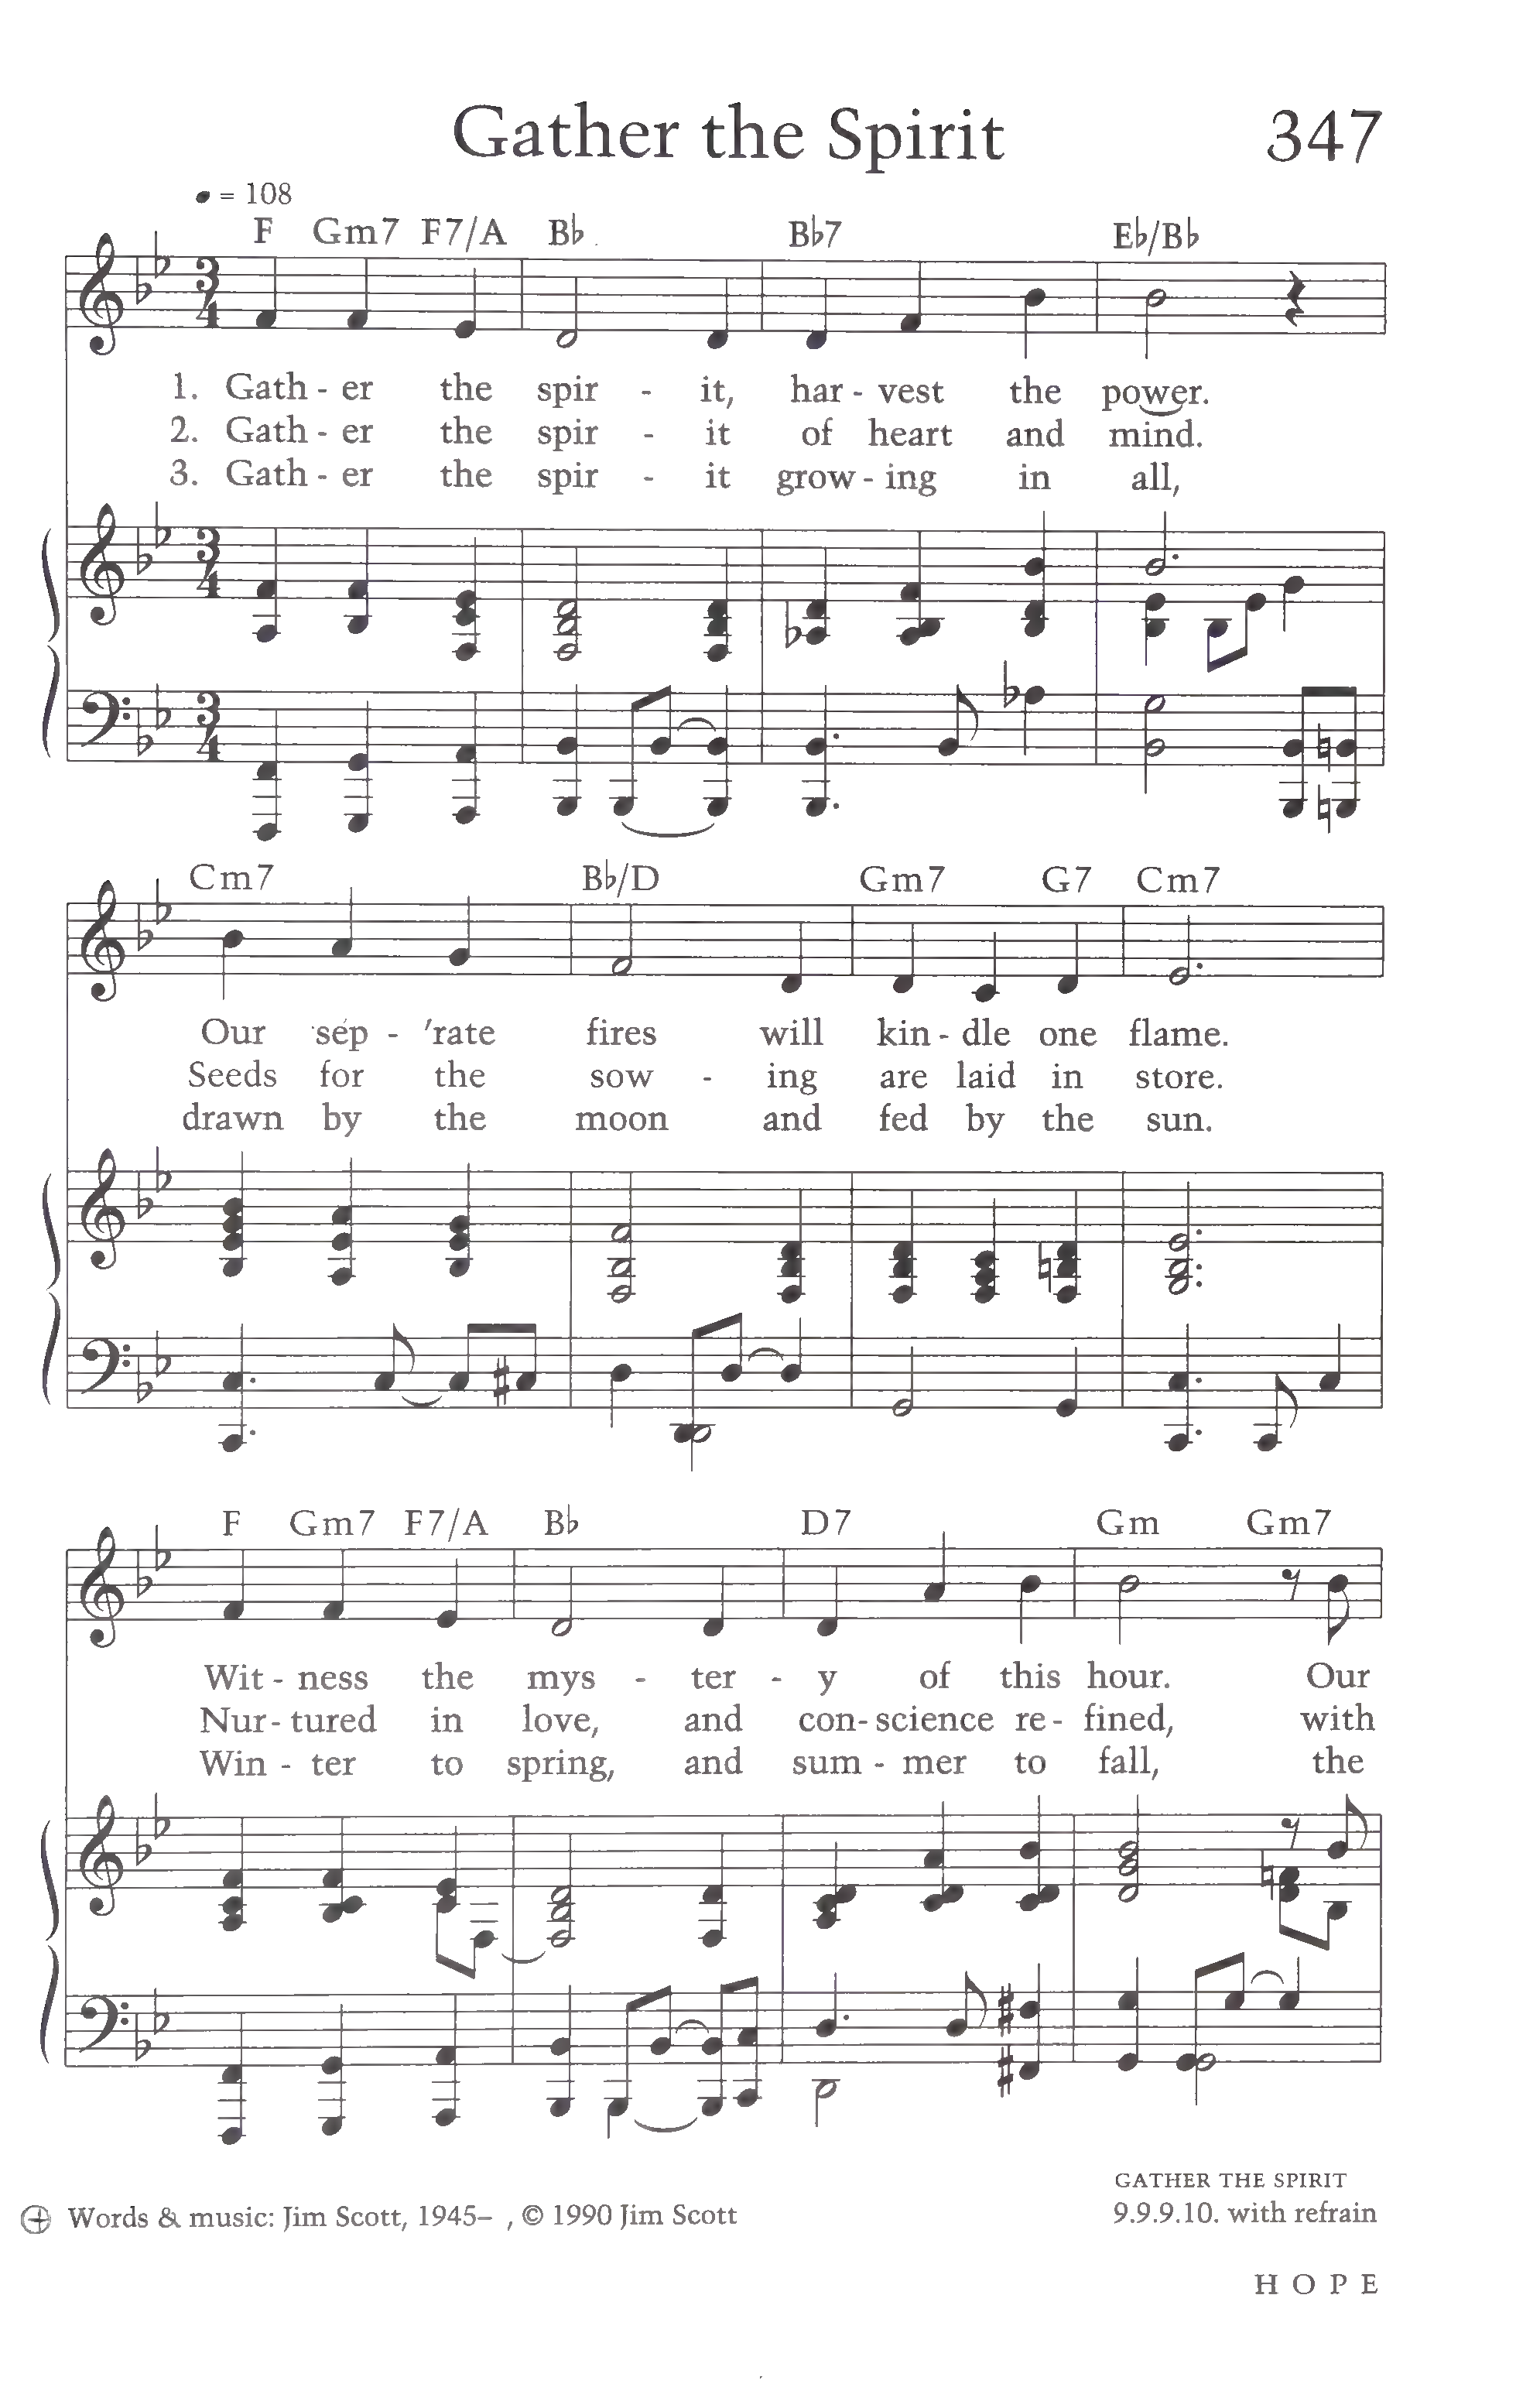 Gather the Spirit 347
= 108
F Gm7 F7/A B♭ B♭7 E♭/B♭
1. Gath - er the spir - it, har - vest the power.
2. Gath - er the spir - it of heart and mind.
3. Gath - er the spir - it grow - ing in all,
Cm7 B♭/D Gm7 G7 Cm7
Our sep - 'rate fires will kin - dle one flame.
Seeds for the sow - ing are laid in store.
drawn by the moon and fed by the sun.
F Gm7 F7/A B♭ D7 Gm Gm7
Wit - ness the mys - ter - y of this hour. Our
Nur - tured in love, and con - science re - fined, with
Win - ter to spring, and sum - mer to fall, the
GATHER THE SPIRIT
Words & music: Jim Scott, 1945– , © 1990 Jim Scott 9.9.9.10. with refrain
HOPE